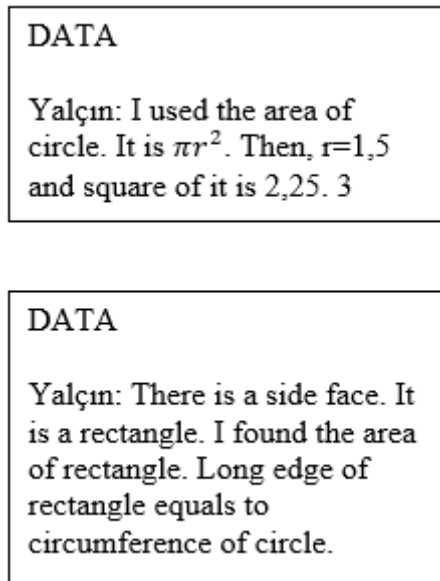 DATA
Yalçın: I used the area of
circle. It is πr². Then, r=1,5
and square of it is 2,25. 3
DATA
Yalçın: There is a side face. It
is a rectangle. I found the area
of rectangle. Long edge of
rectangle equals to
circumference of circle.